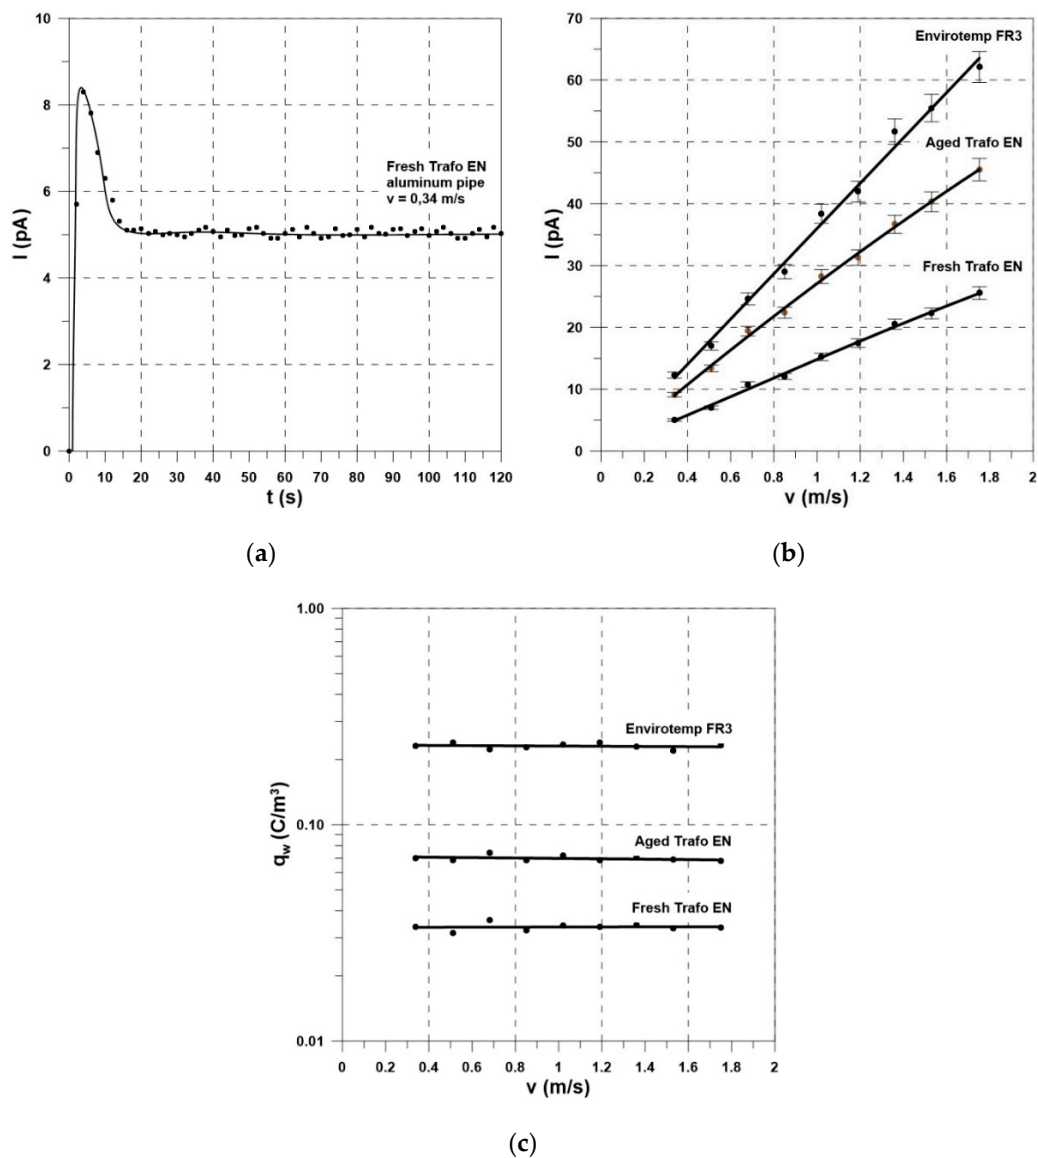 10
8
6
4
2
0
I (pA)
Fresh Trafo EN
aluminum pipe
v = 0,34 m/s
0 10 20 30 40 50 60 70 80 90 100 110 120
t (s)
(a)
70
60
50
40
30
20
10
0
I (pA)
Envirotemp FR3
Aged Trafo EN
Fresh Trafo EN
0 0.2 0.4 0.6 0.8 1 1.2 1.4 1.6 1.8 2
v (m/s)
(b)
1.00
0.10
0.01
qw (C/m³)
Envirotemp FR3
Aged Trafo EN
Fresh Trafo EN
0 0.2 0.4 0.6 0.8 1 1.2 1.4 1.6 1.8 2
v (m/s)
(c)